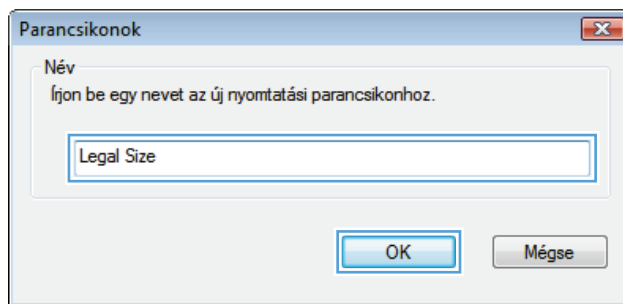 Parancsikonok
Név
Írjon be egy nevet az új nyomtatási parancsikonhoz.
Legal Size
OK
Mégse